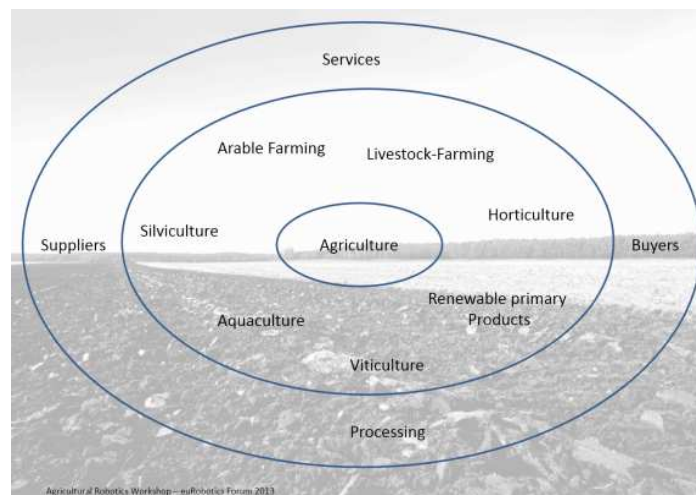 Services
Arable Farming
Livestock-Farming
Horticulture
Silviculture
Suppliers
Agriculture
Buyers
Renewable primary
Products
Aquaculture
Viticulture
Processing
Agricultural Robotics Workshop – euRobotics Forum 2013